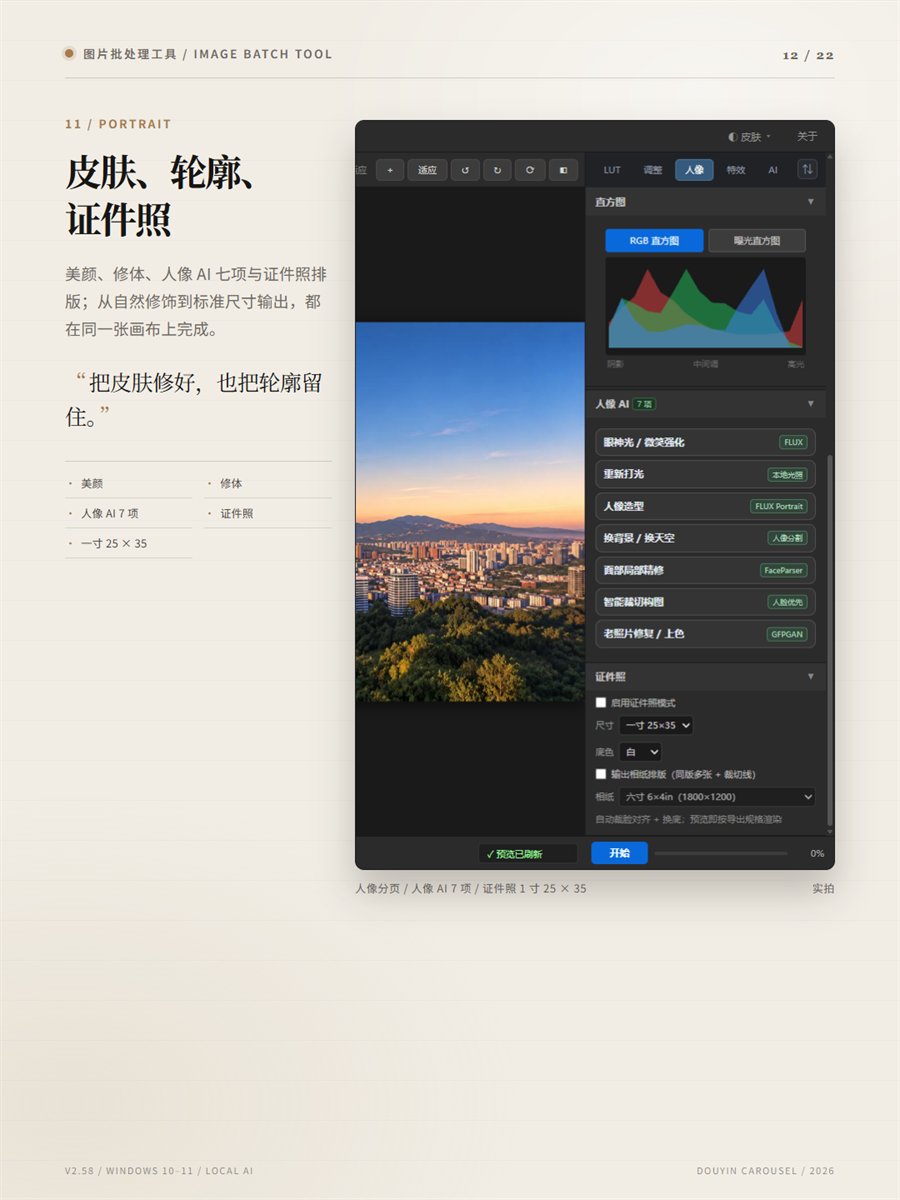 图片批处理工具 / IMAGE BATCH TOOL
12 / 22
11 / PORTRAIT
皮肤、轮廓、
证件照
美颜、修体、人像 AI 七项与证件照排
版；从自然修饰到标准尺寸输出，都
在同一张画布上完成。
“把皮肤修好，也把轮廓留
住。”
· 美颜
· 修体
· 人像 AI 7 项
· 证件照
· 一寸 25 × 35
皮肤
关于
适应
LUT
调整
人像
特效
AI
直方图
RGB 直方图
曝光直方图
阴影
中间调
高光
人像 AI 7 项
眼神光 / 微笑强化
FLUX
重新打光
本地光照
人像造型
FLUX Portrait
换背景 / 换天空
人像分割
面部局部精修
FaceParser
智能裁切构图
人脸优先
老照片修复 / 上色
GFPGAN
证件照
启用证件照模式
尺寸 一寸 25×35
底色 白
输出相纸排版（同版多张 + 裁切线）
相纸 六寸 6×4in（1800×1200）
自动裁脸对齐 + 换底；预览即按导出规格渲染
✓ 预览已刷新
开始
0%
人像分页 / 人像 AI 7 项 / 证件照 1 寸 25 × 35
实拍
V2.58 / WINDOWS 10–11 / LOCAL AI
DOUYIN CAROUSEL / 2026